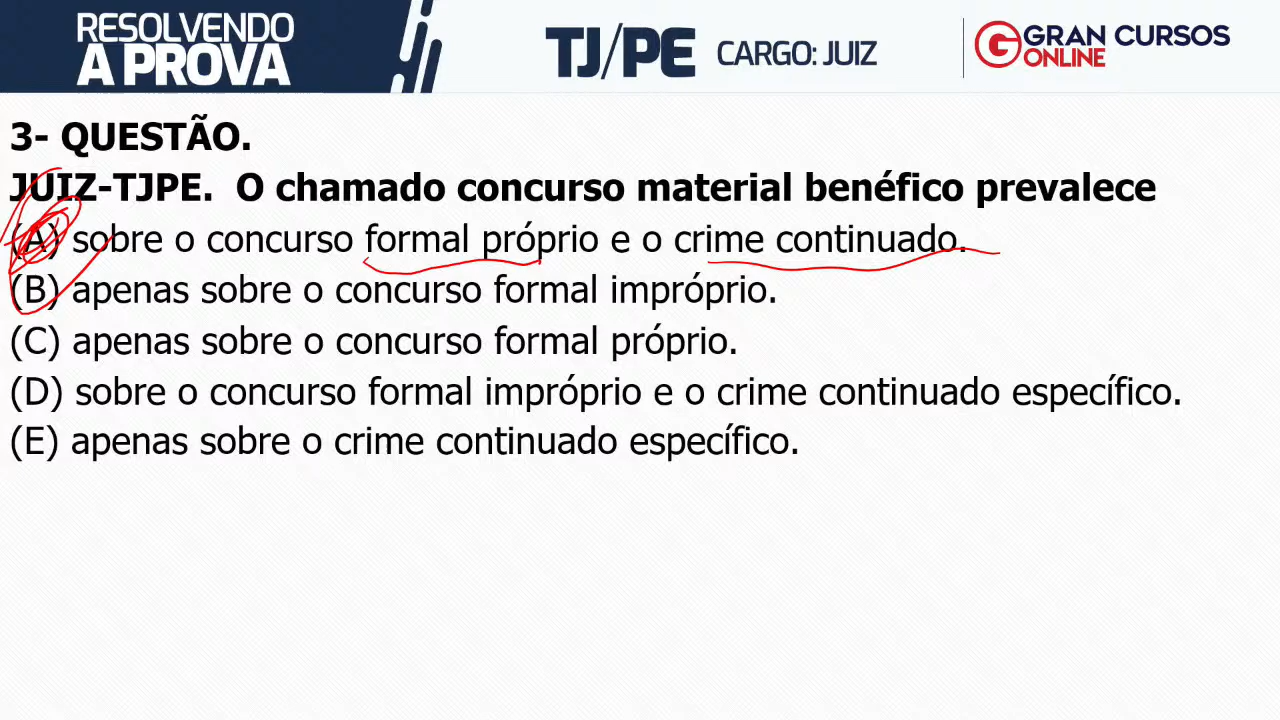 RESOLVENDO
A PROVA
TJ/PE CARGO: JUIZ
GRAN CURSOS
ONLINE
3- QUESTÃO.
JUIZ-TJPE. O chamado concurso material benéfico prevalece
(A) sobre o concurso formal próprio e o crime continuado.
(B) apenas sobre o concurso formal impróprio.
(C) apenas sobre o concurso formal próprio.
(D) sobre o concurso formal impróprio e o crime continuado específico.
(E) apenas sobre o crime continuado específico.